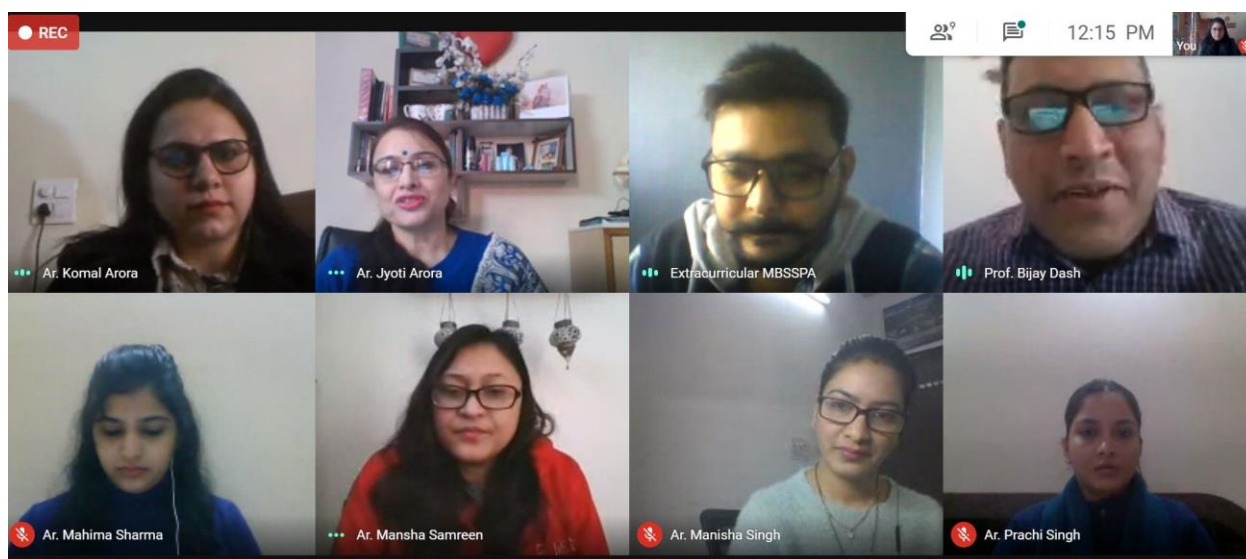 REC
9
12:15 PM
You
Ar. Komal Arora
Ar. Jyoti Arora
Extracurricular MBSSPA
Prof. Bijay Dash
Ar. Mahima Sharma
Ar. Mansha Samreen
Ar. Manisha Singh
Ar. Prachi Singh